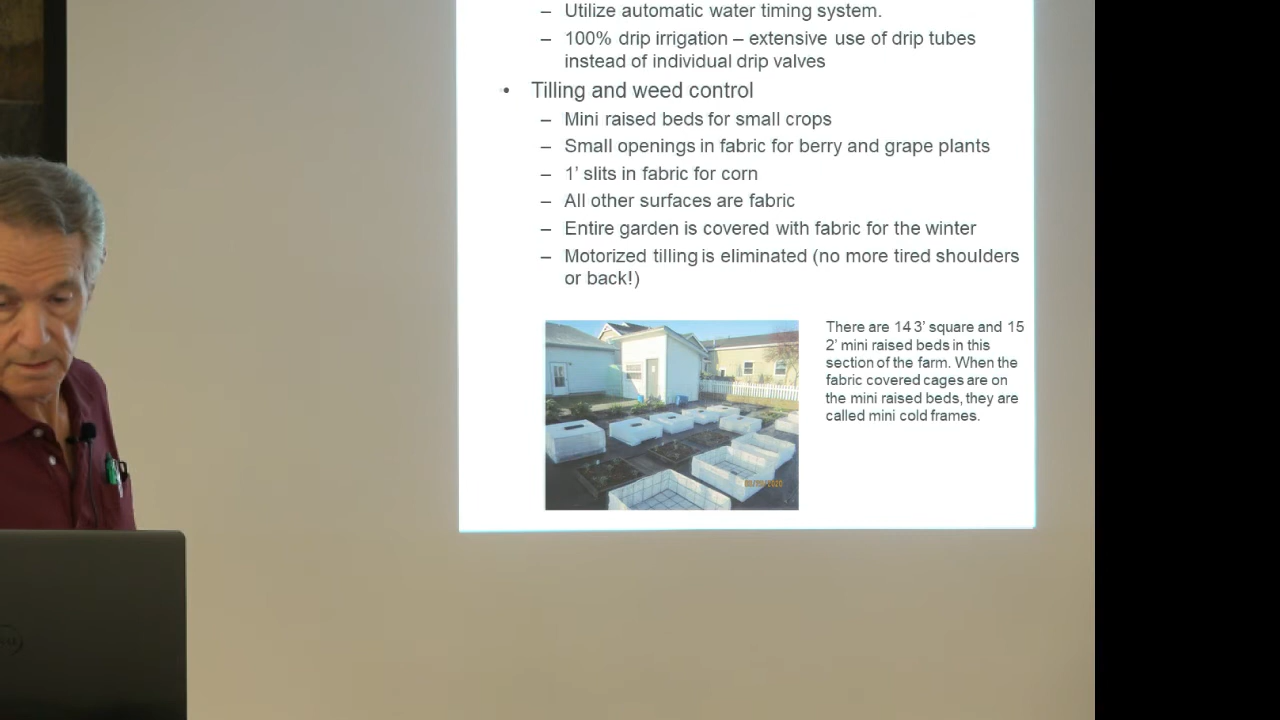 – Utilize automatic water timing system.
– 100% drip irrigation – extensive use of drip tubes
instead of individual drip valves
• Tilling and weed control
– Mini raised beds for small crops
– Small openings in fabric for berry and grape plants
– 1’ slits in fabric for corn
– All other surfaces are fabric
– Entire garden is covered with fabric for the winter
– Motorized tilling is eliminated (no more tired shoulders
or back!)
There are 14 3’ square and 15
2’ mini raised beds in this
section of the farm. When the
fabric covered cages are on
the mini raised beds, they are
called mini cold frames.